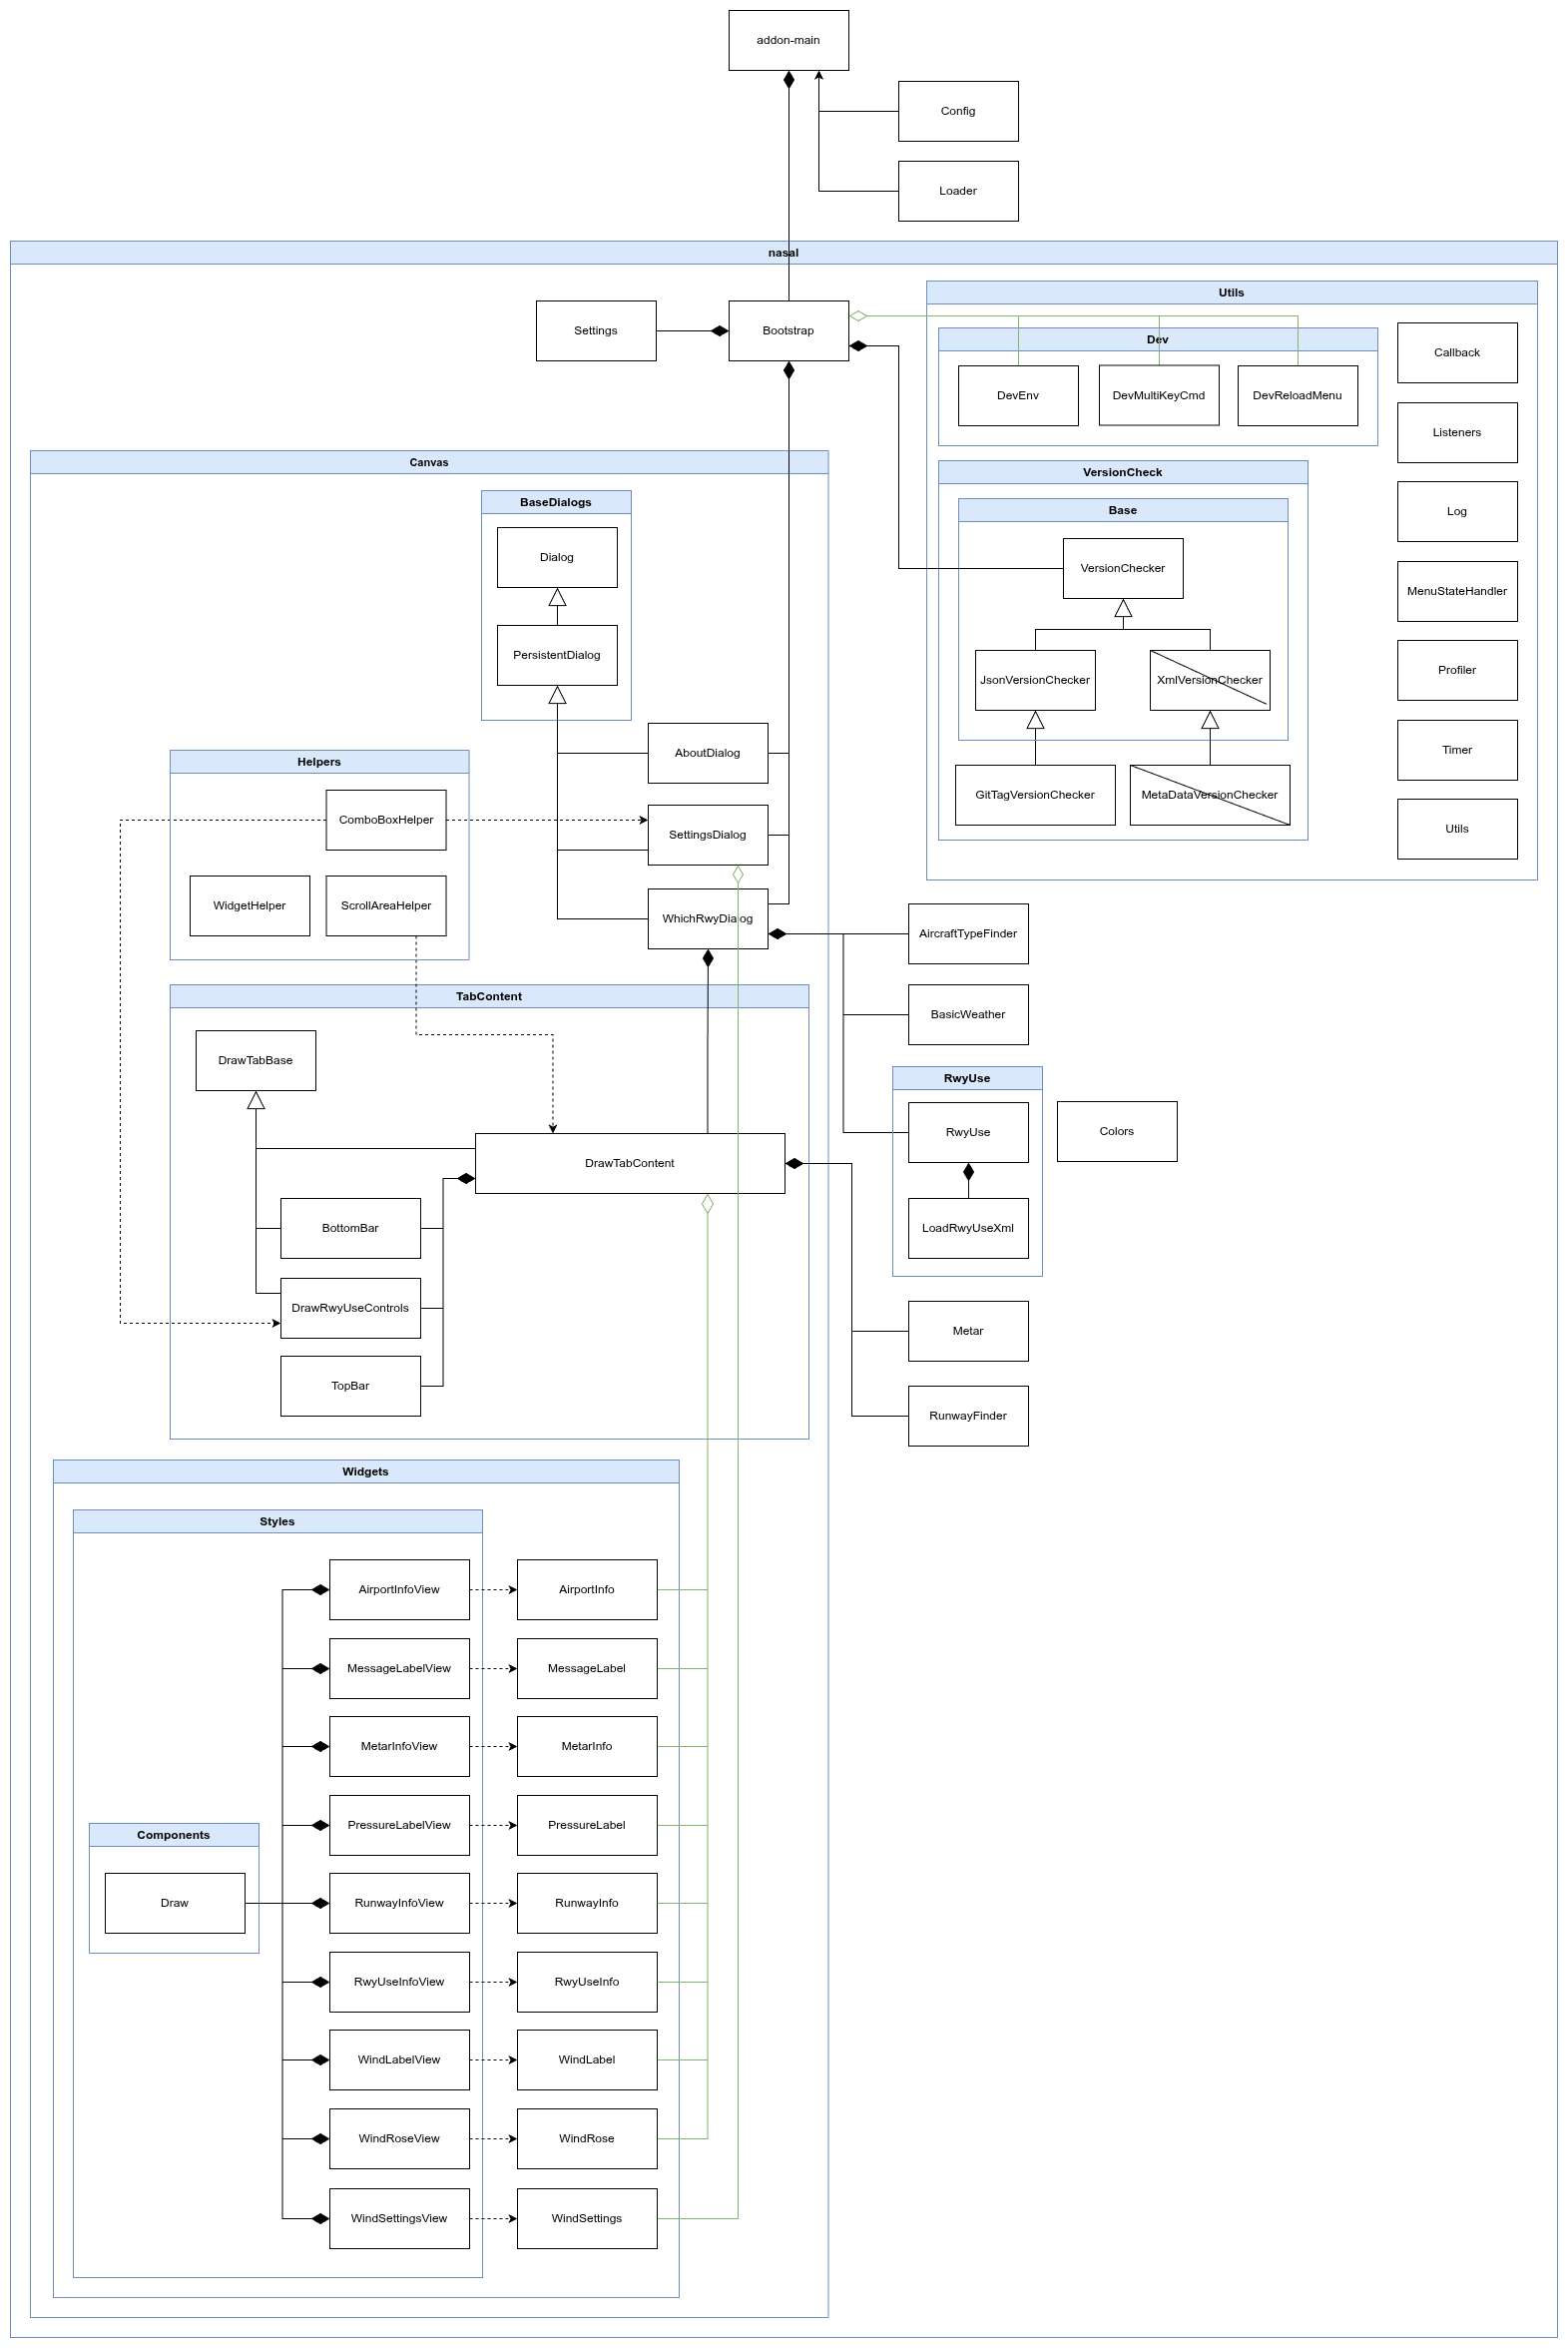 addon-main
Config
Loader
nasal
Utils
Settings
Bootstrap
Dev
Callback
DevEnv
DevMultiKeyCmd
DevReloadMenu
Listeners
Canvas
VersionCheck
BaseDialogs
Base
Log
Dialog
VersionChecker
MenuStateHandler
PersistentDialog
JsonVersionChecker
XmlVersionChecker
Profiler
AboutDialog
Timer
Helpers
GitTagVersionChecker
MetaDataVersionChecker
ComboBoxHelper
SettingsDialog
Utils
WidgetHelper
ScrollAreaHelper
WhichRwyDialog
AircraftTypeFinder
TabContent
BasicWeather
DrawTabBase
RwyUse
RwyUse
Colors
DrawTabContent
BottomBar
LoadRwyUseXml
DrawRwyUseControls
Metar
TopBar
RunwayFinder
Widgets
Styles
AirportInfoView
AirportInfo
MessageLabelView
MessageLabel
MetarInfoView
MetarInfo
PressureLabelView
PressureLabel
Components
Draw
RunwayInfoView
RunwayInfo
RwyUseInfoView
RwyUseInfo
WindLabelView
WindLabel
WindRoseView
WindRose
WindSettingsView
WindSettings